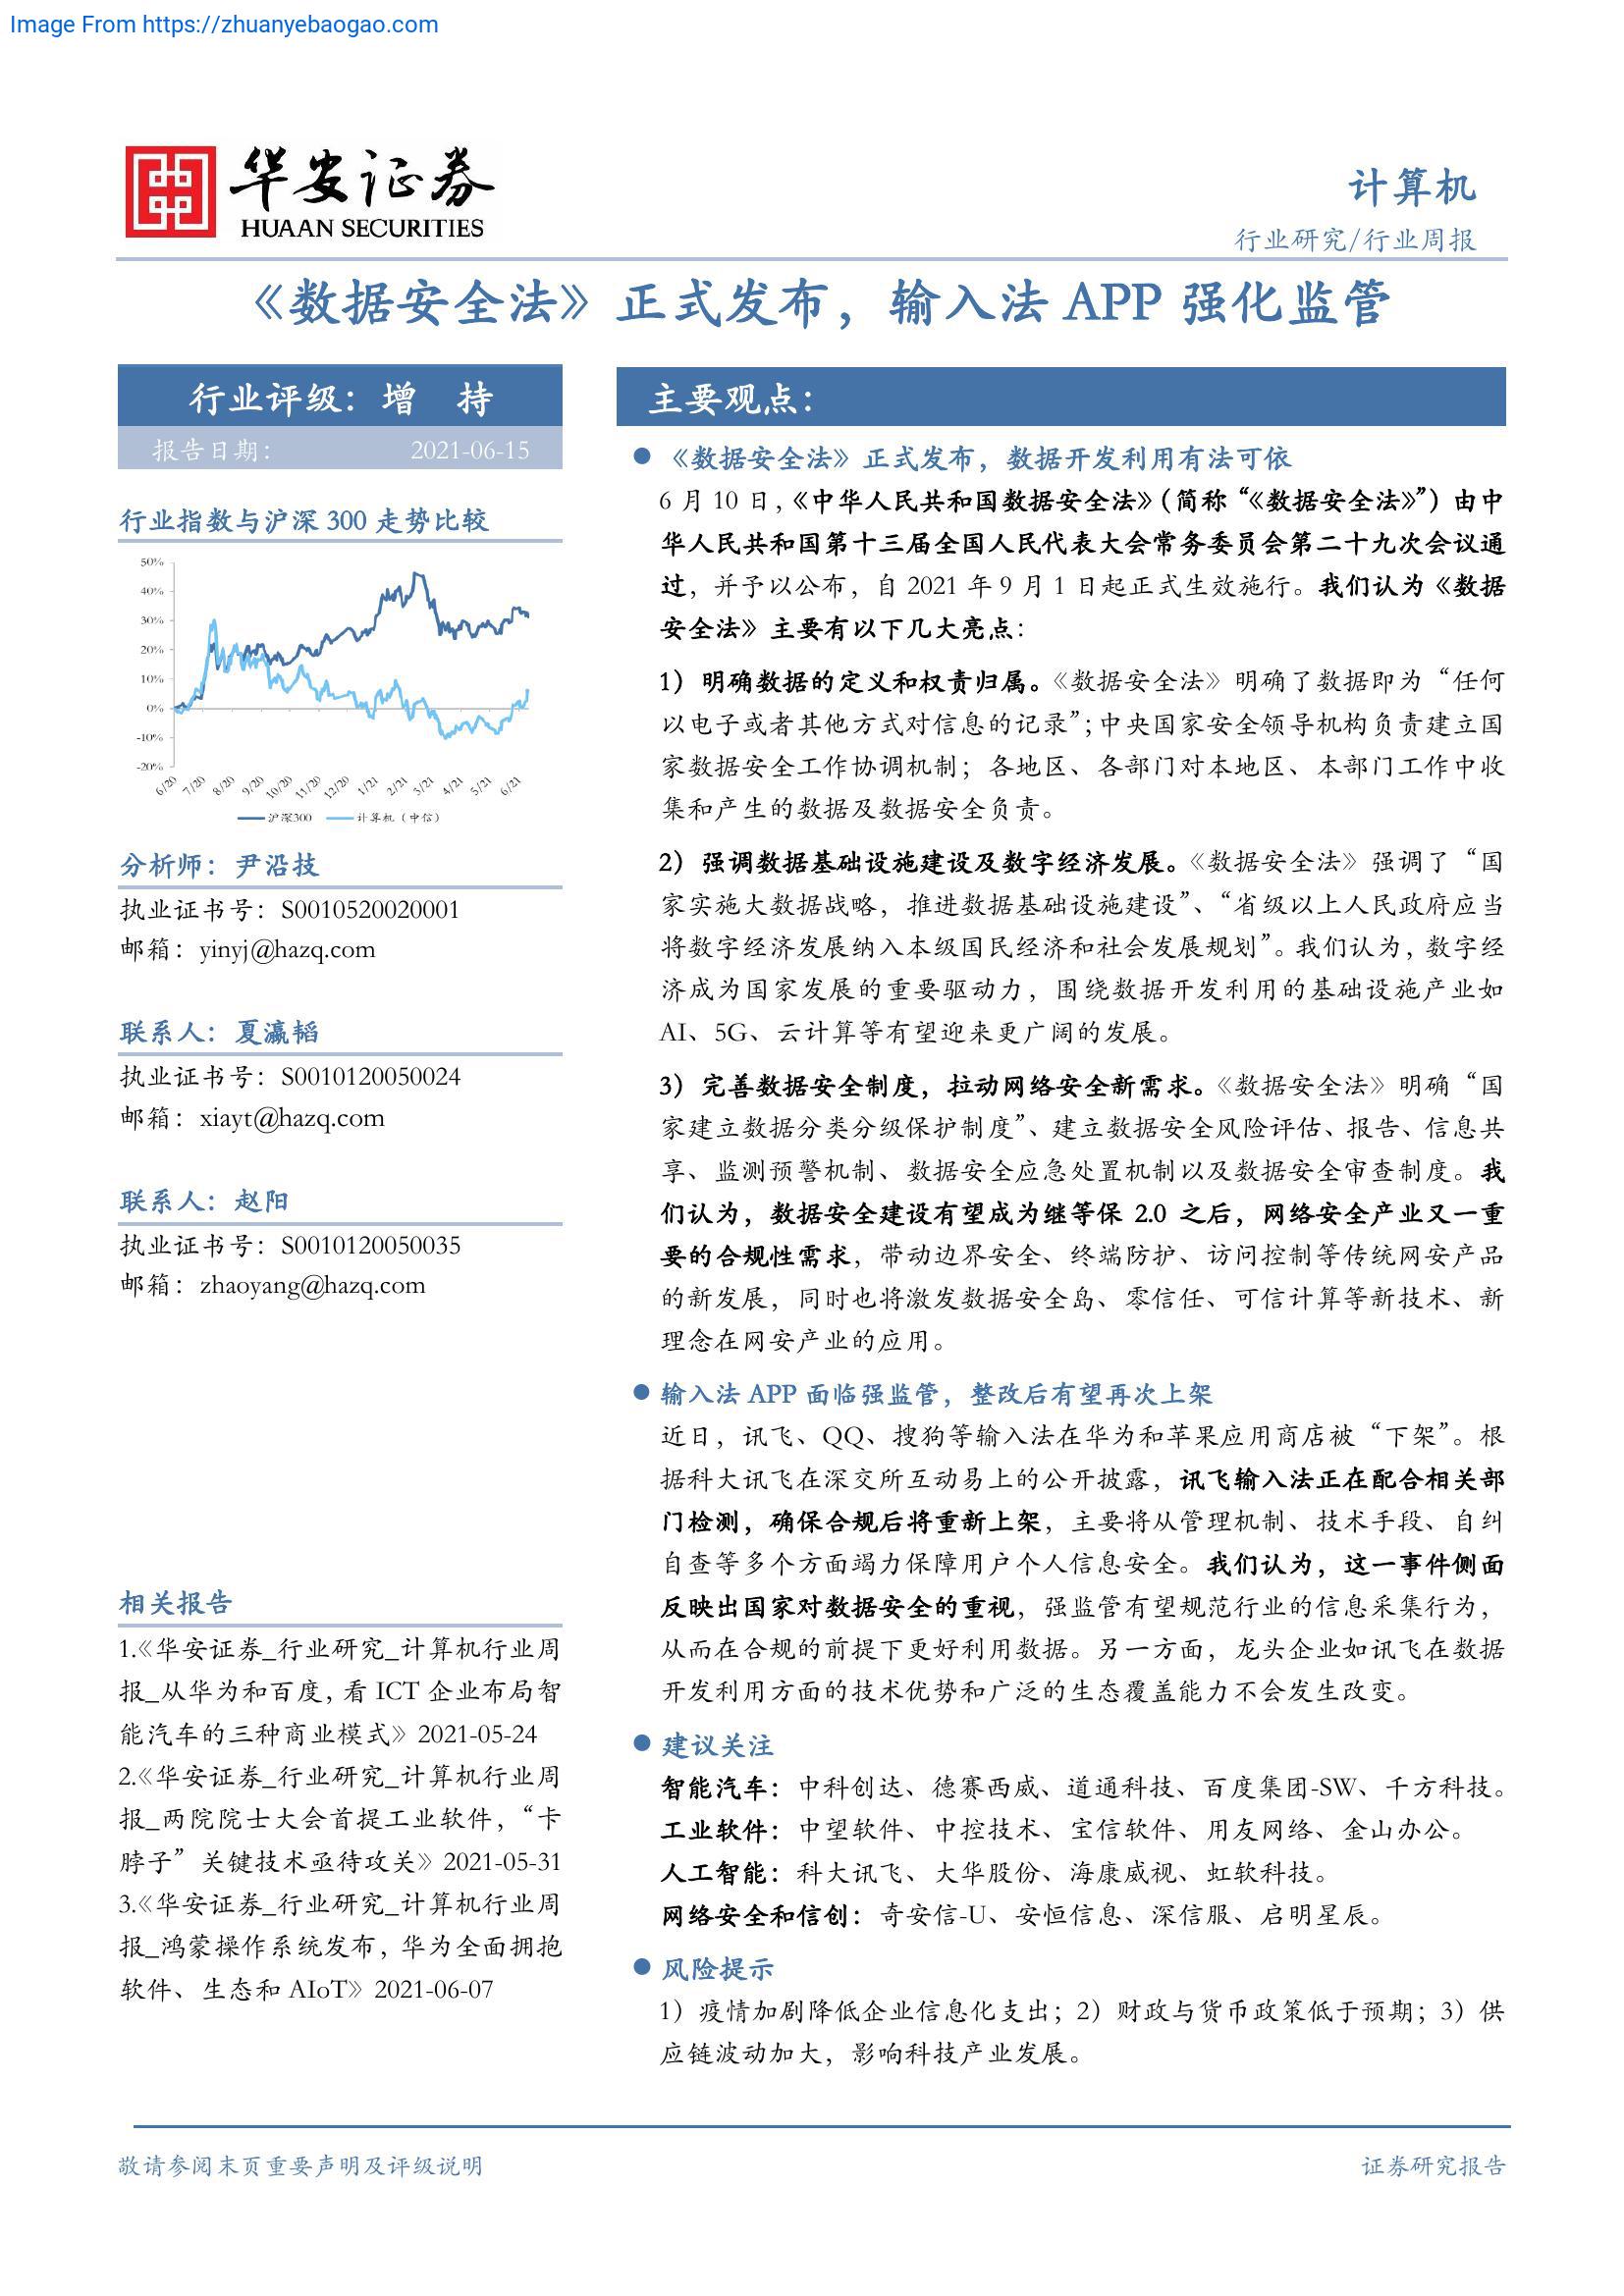 Image From https://zhuanyebaogao.com
华安证券
HUAAN SECURITIES
计算机
行业研究/行业周报
《数据安全法》正式发布，输入法 APP 强化监管
行业评级：增 持
报告日期： 2021-06-15
行业指数与沪深 300 走势比较
50%
40%
30%
20%
10%
0%
-10%
-20%
6/20 7/20 8/20 9/20 10/20 11/20 12/20 1/21 2/21 3/21 4/21 5/21 6/21
沪深300 计算机（中信）
分析师：尹沿技
执业证书号：S0010520020001
邮箱：yinyj@hazq.com
联系人：夏瀛韬
执业证书号：S0010120050024
邮箱：xiayt@hazq.com
联系人：赵阳
执业证书号：S0010120050035
邮箱：zhaoyang@hazq.com
相关报告
1.《华安证券_行业研究_计算机行业周
报_从华为和百度，看 ICT 企业布局智
能汽车的三种商业模式》2021-05-24
2.《华安证券_行业研究_计算机行业周
报_两院院士大会首提工业软件，“卡
脖子”关键技术亟待攻关》2021-05-31
3.《华安证券_行业研究_计算机行业周
报_鸿蒙操作系统发布，华为全面拥抱
软件、生态和 AIoT》2021-06-07
主要观点：
《数据安全法》正式发布，数据开发利用有法可依
6 月 10 日，《中华人民共和国数据安全法》（简称“《数据安全法》”）由中
华人民共和国第十三届全国人民代表大会常务委员会第二十九次会议通
过，并予以公布，自 2021 年 9 月 1 日起正式生效施行。我们认为《数据
安全法》主要有以下几大亮点：
1）明确数据的定义和权责归属。《数据安全法》明确了数据即为“任何
以电子或者其他方式对信息的记录”；中央国家安全领导机构负责建立国
家数据安全工作协调机制；各地区、各部门对本地区、本部门工作中收
集和产生的数据及数据安全负责。
2）强调数据基础设施建设及数字经济发展。《数据安全法》强调了“国
家实施大数据战略，推进数据基础设施建设”、“省级以上人民政府应当
将数字经济发展纳入本级国民经济和社会发展规划”。我们认为，数字经
济成为国家发展的重要驱动力，围绕数据开发利用的基础设施产业如
AI、5G、云计算等有望迎来更广阔的发展。
3）完善数据安全制度，拉动网络安全新需求。《数据安全法》明确“国
家建立数据分类分级保护制度”、建立数据安全风险评估、报告、信息共
享、监测预警机制、数据安全应急处置机制以及数据安全审查制度。我
们认为，数据安全建设有望成为继等保 2.0 之后，网络安全产业又一重
要的合规性需求，带动边界安全、终端防护、访问控制等传统网安产品
的新发展，同时也将激发数据安全岛、零信任、可信计算等新技术、新
理念在网安产业的应用。
输入法 APP 面临强监管，整改后有望再次上架
近日，讯飞、QQ、搜狗等输入法在华为和苹果应用商店被“下架”。根
据科大讯飞在深交所互动易上的公开披露，讯飞输入法正在配合相关部
门检测，确保合规后将重新上架，主要将从管理机制、技术手段、自纠
自查等多个方面竭力保障用户个人信息安全。我们认为，这一事件侧面
反映出国家对数据安全的重视，强监管有望规范行业的信息采集行为，
从而在合规的前提下更好利用数据。另一方面，龙头企业如讯飞在数据
开发利用方面的技术优势和广泛的生态覆盖能力不会发生改变。
建议关注
智能汽车：中科创达、德赛西威、道通科技、百度集团-SW、千方科技。
工业软件：中望软件、中控技术、宝信软件、用友网络、金山办公。
人工智能：科大讯飞、大华股份、海康威视、虹软科技。
网络安全和信创：奇安信-U、安恒信息、深信服、启明星辰。
风险提示
1）疫情加剧降低企业信息化支出；2）财政与货币政策低于预期；3）供
应链波动加大，影响科技产业发展。
敬请参阅末页重要声明及评级说明
证券研究报告